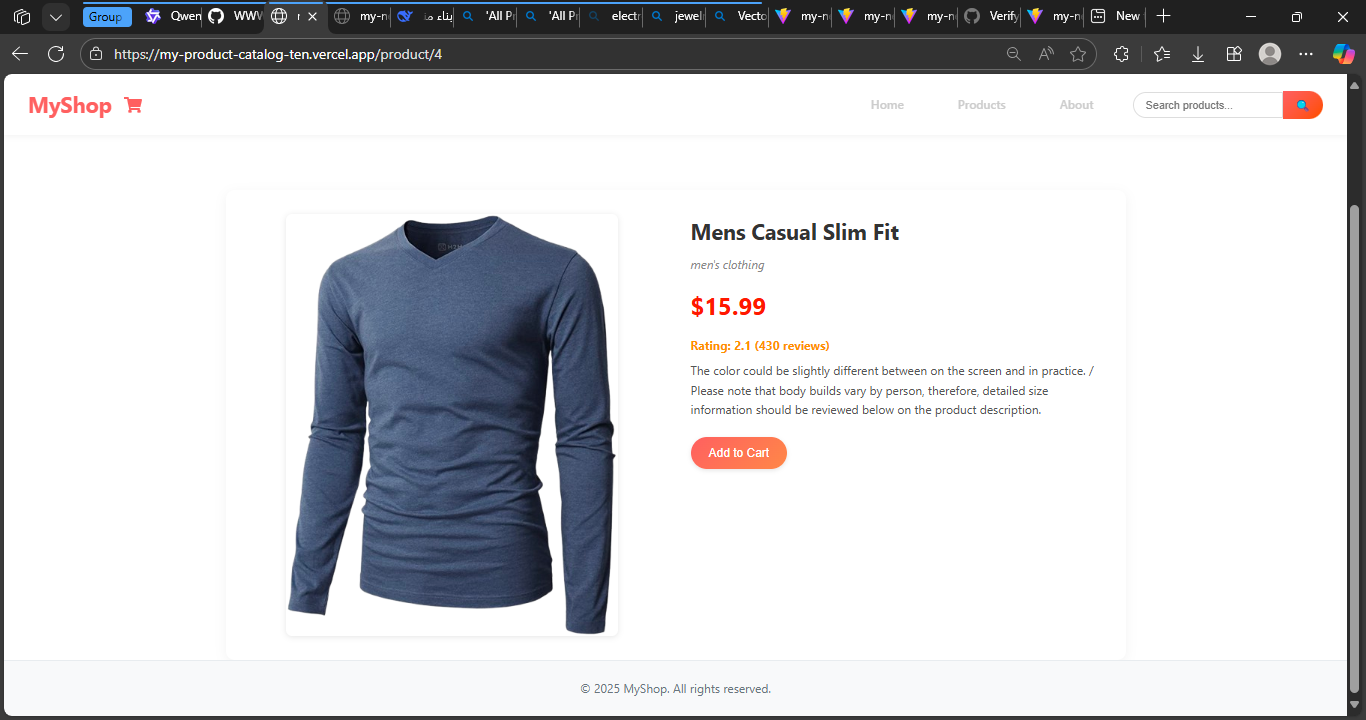 Group
Qwen
WWW
my-n
بناء ما
'All P
'All P
electr
jewel
Vecto
my-n
my-n
my-n
Verify
my-n
New
https://my-product-catalog-ten.vercel.app/product/4
MyShop
Home
Products
About
Search products...
Mens Casual Slim Fit
men's clothing
$15.99
Rating: 2.1 (430 reviews)
The color could be slightly different between on the screen and in practice. /
Please note that body builds vary by person, therefore, detailed size
information should be reviewed below on the product description.
Add to Cart
© 2025 MyShop. All rights reserved.